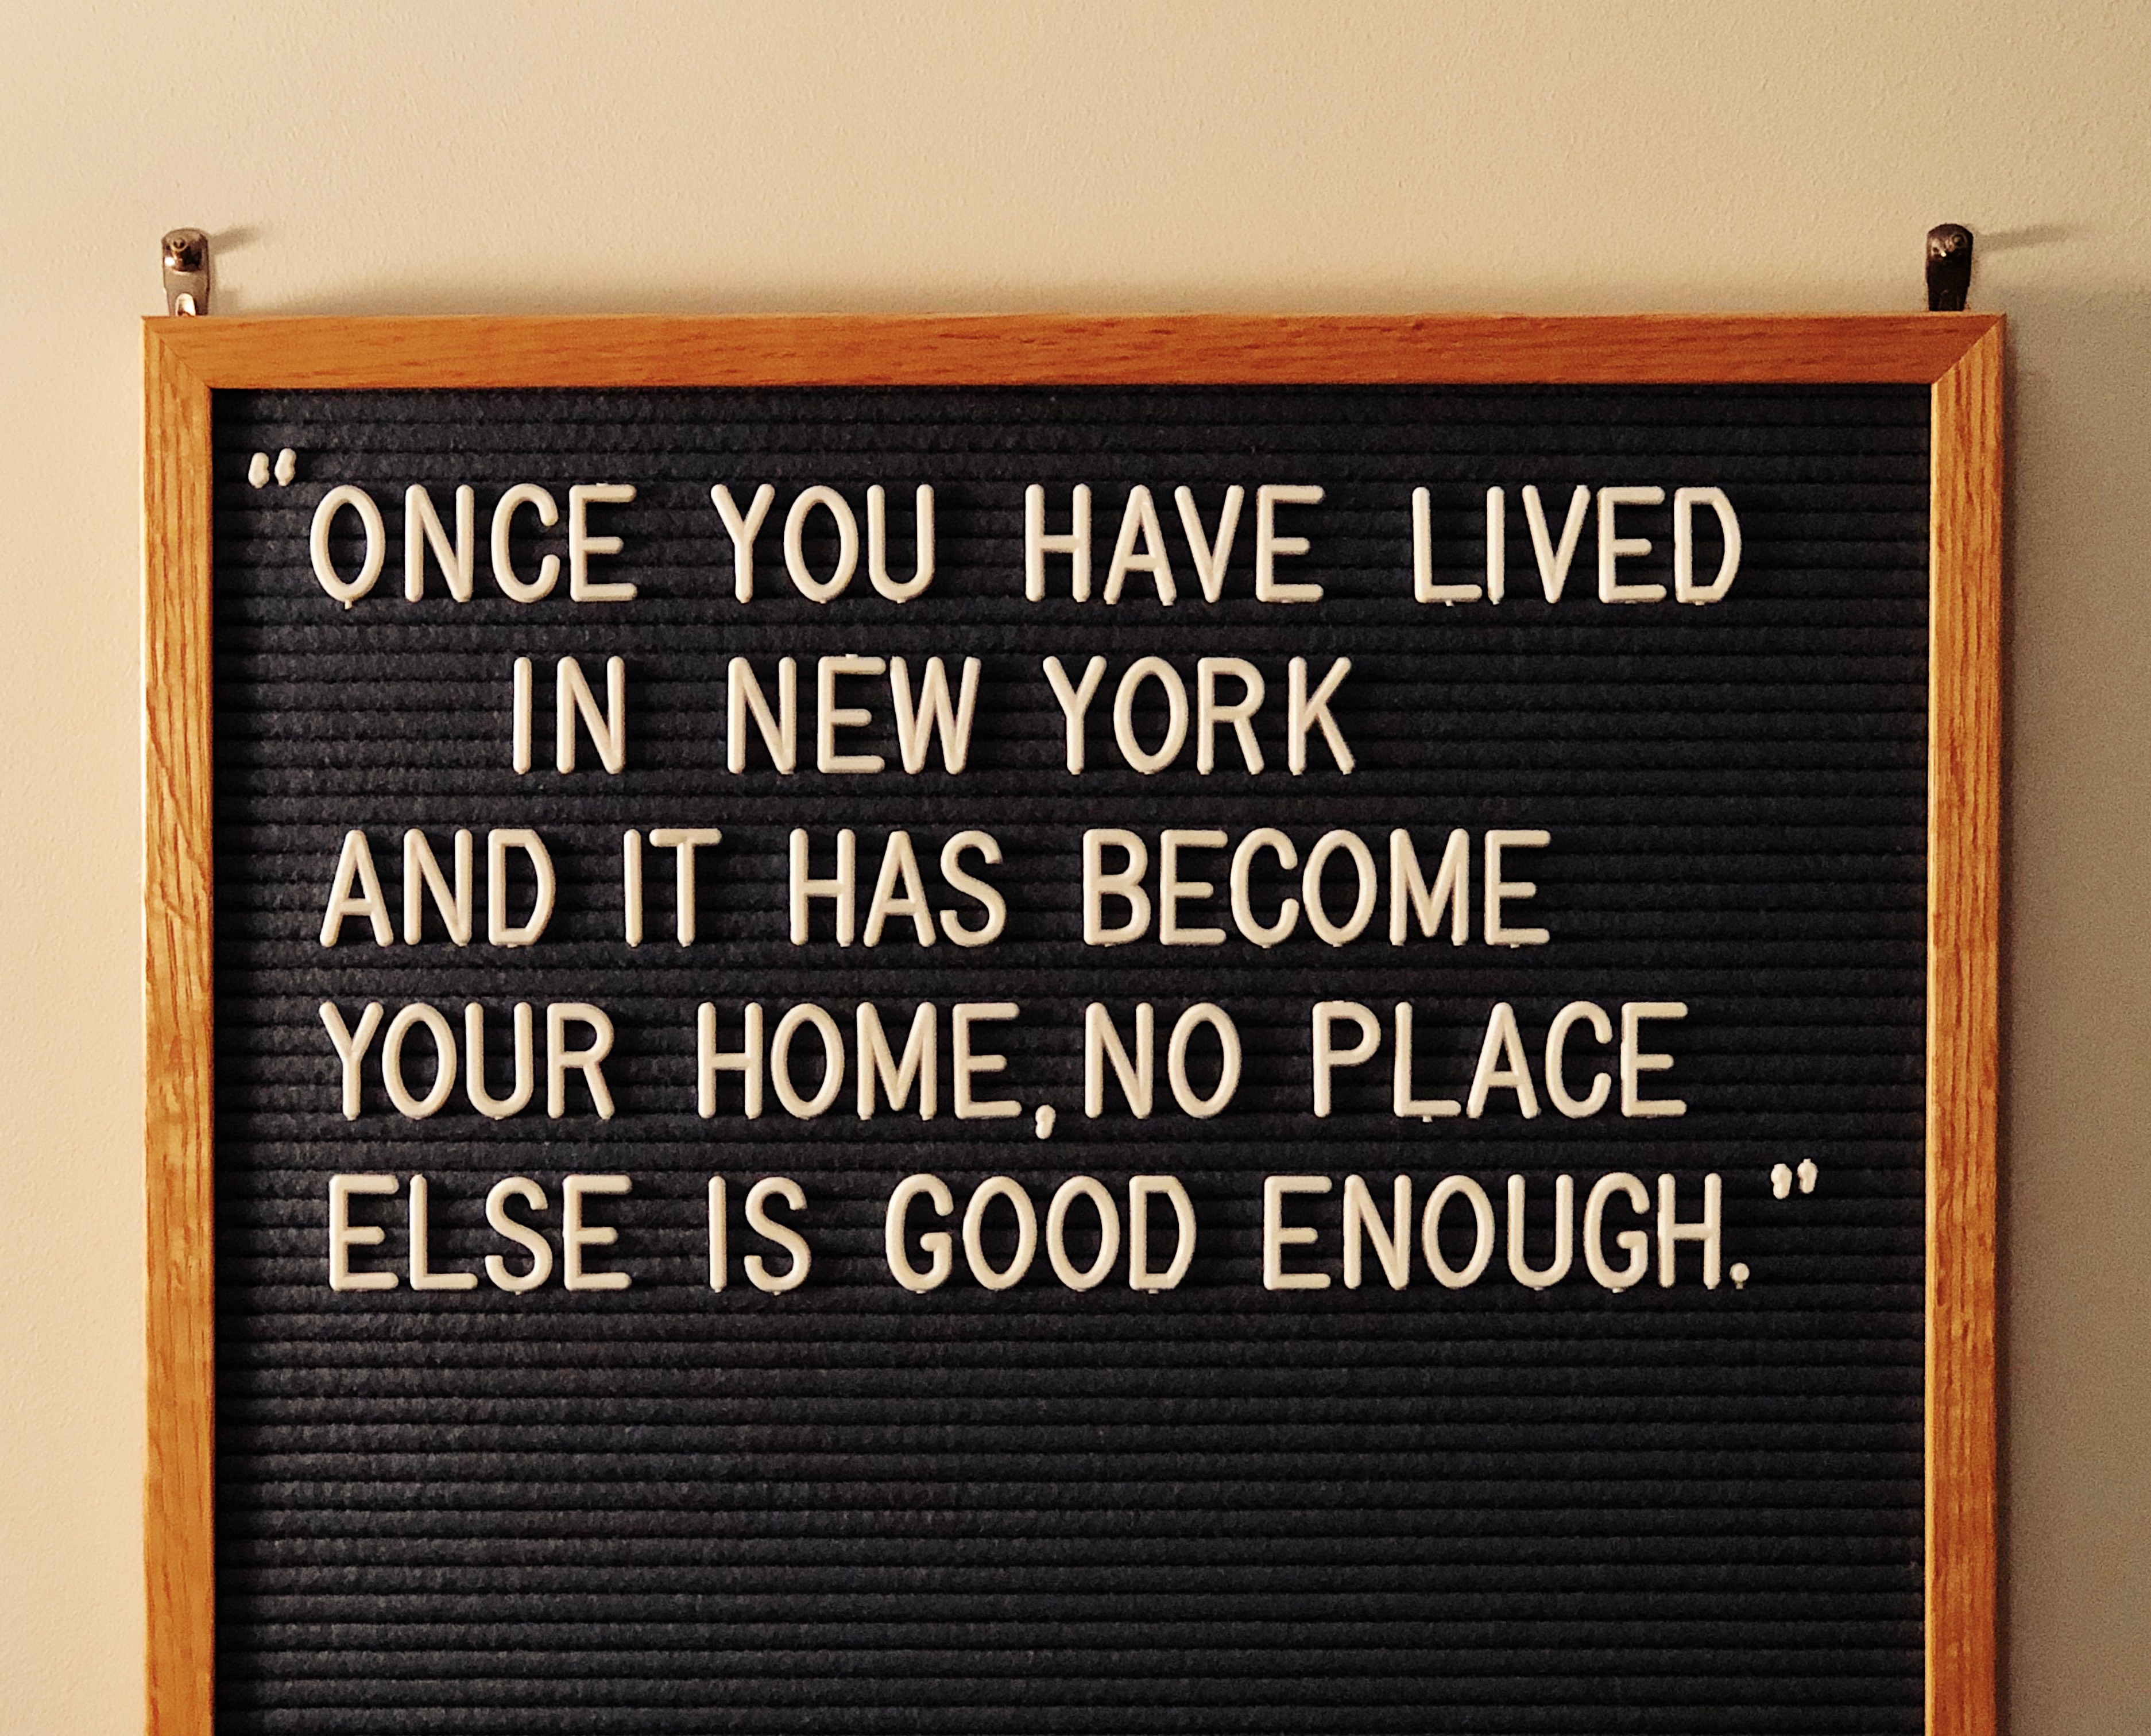 “ONCE YOU HAVE LIVED
IN NEW YORK
AND IT HAS BECOME
YOUR HOME, NO PLACE
ELSE IS GOOD ENOUGH.”